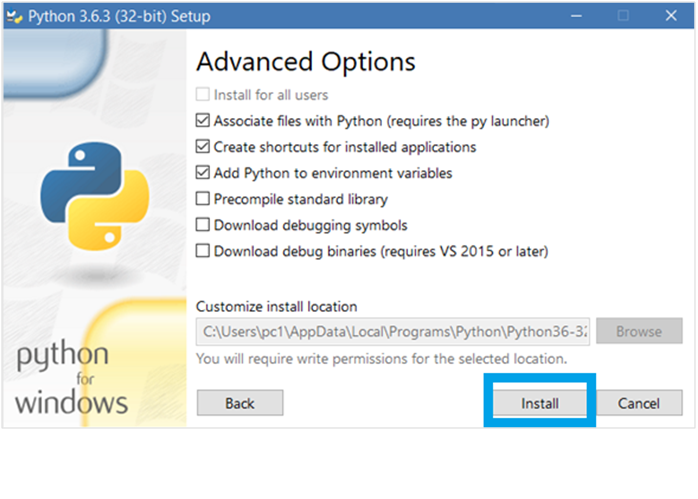 Python 3.6.3 (32-bit) Setup
Advanced Options
Install for all users
Associate files with Python (requires the py launcher)
Create shortcuts for installed applications
Add Python to environment variables
Precompile standard library
Download debugging symbols
Download debug binaries (requires VS 2015 or later)
Customize install location
C:\Users\pc1\AppData\Local\Programs\Python\Python36-32
Browse
You will require write permissions for the selected location.
python
for
windows
Back
Install
Cancel